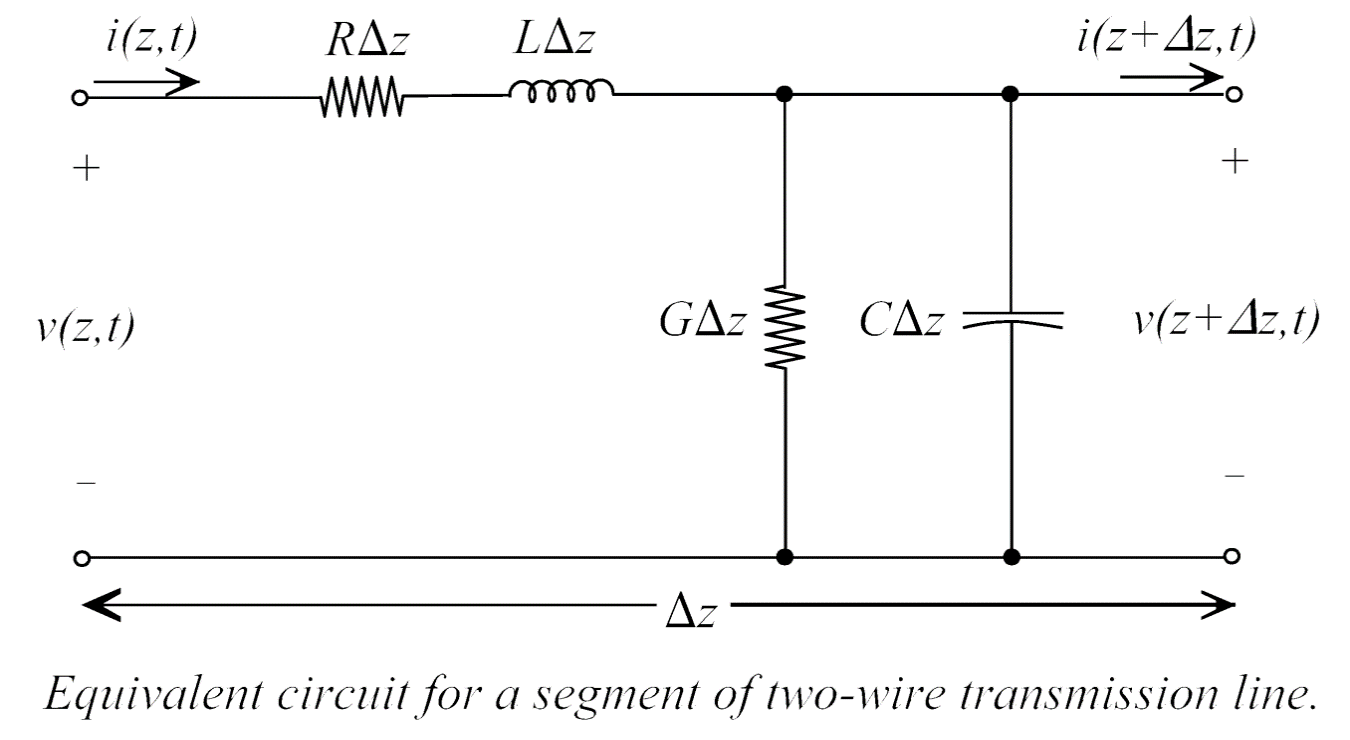 i(z,t) RΔz LΔz i(z+Δz,t)
+ +
v(z,t) GΔz CΔz v(z+Δz,t)
– –
Δz
Equivalent circuit for a segment of two-wire transmission line.